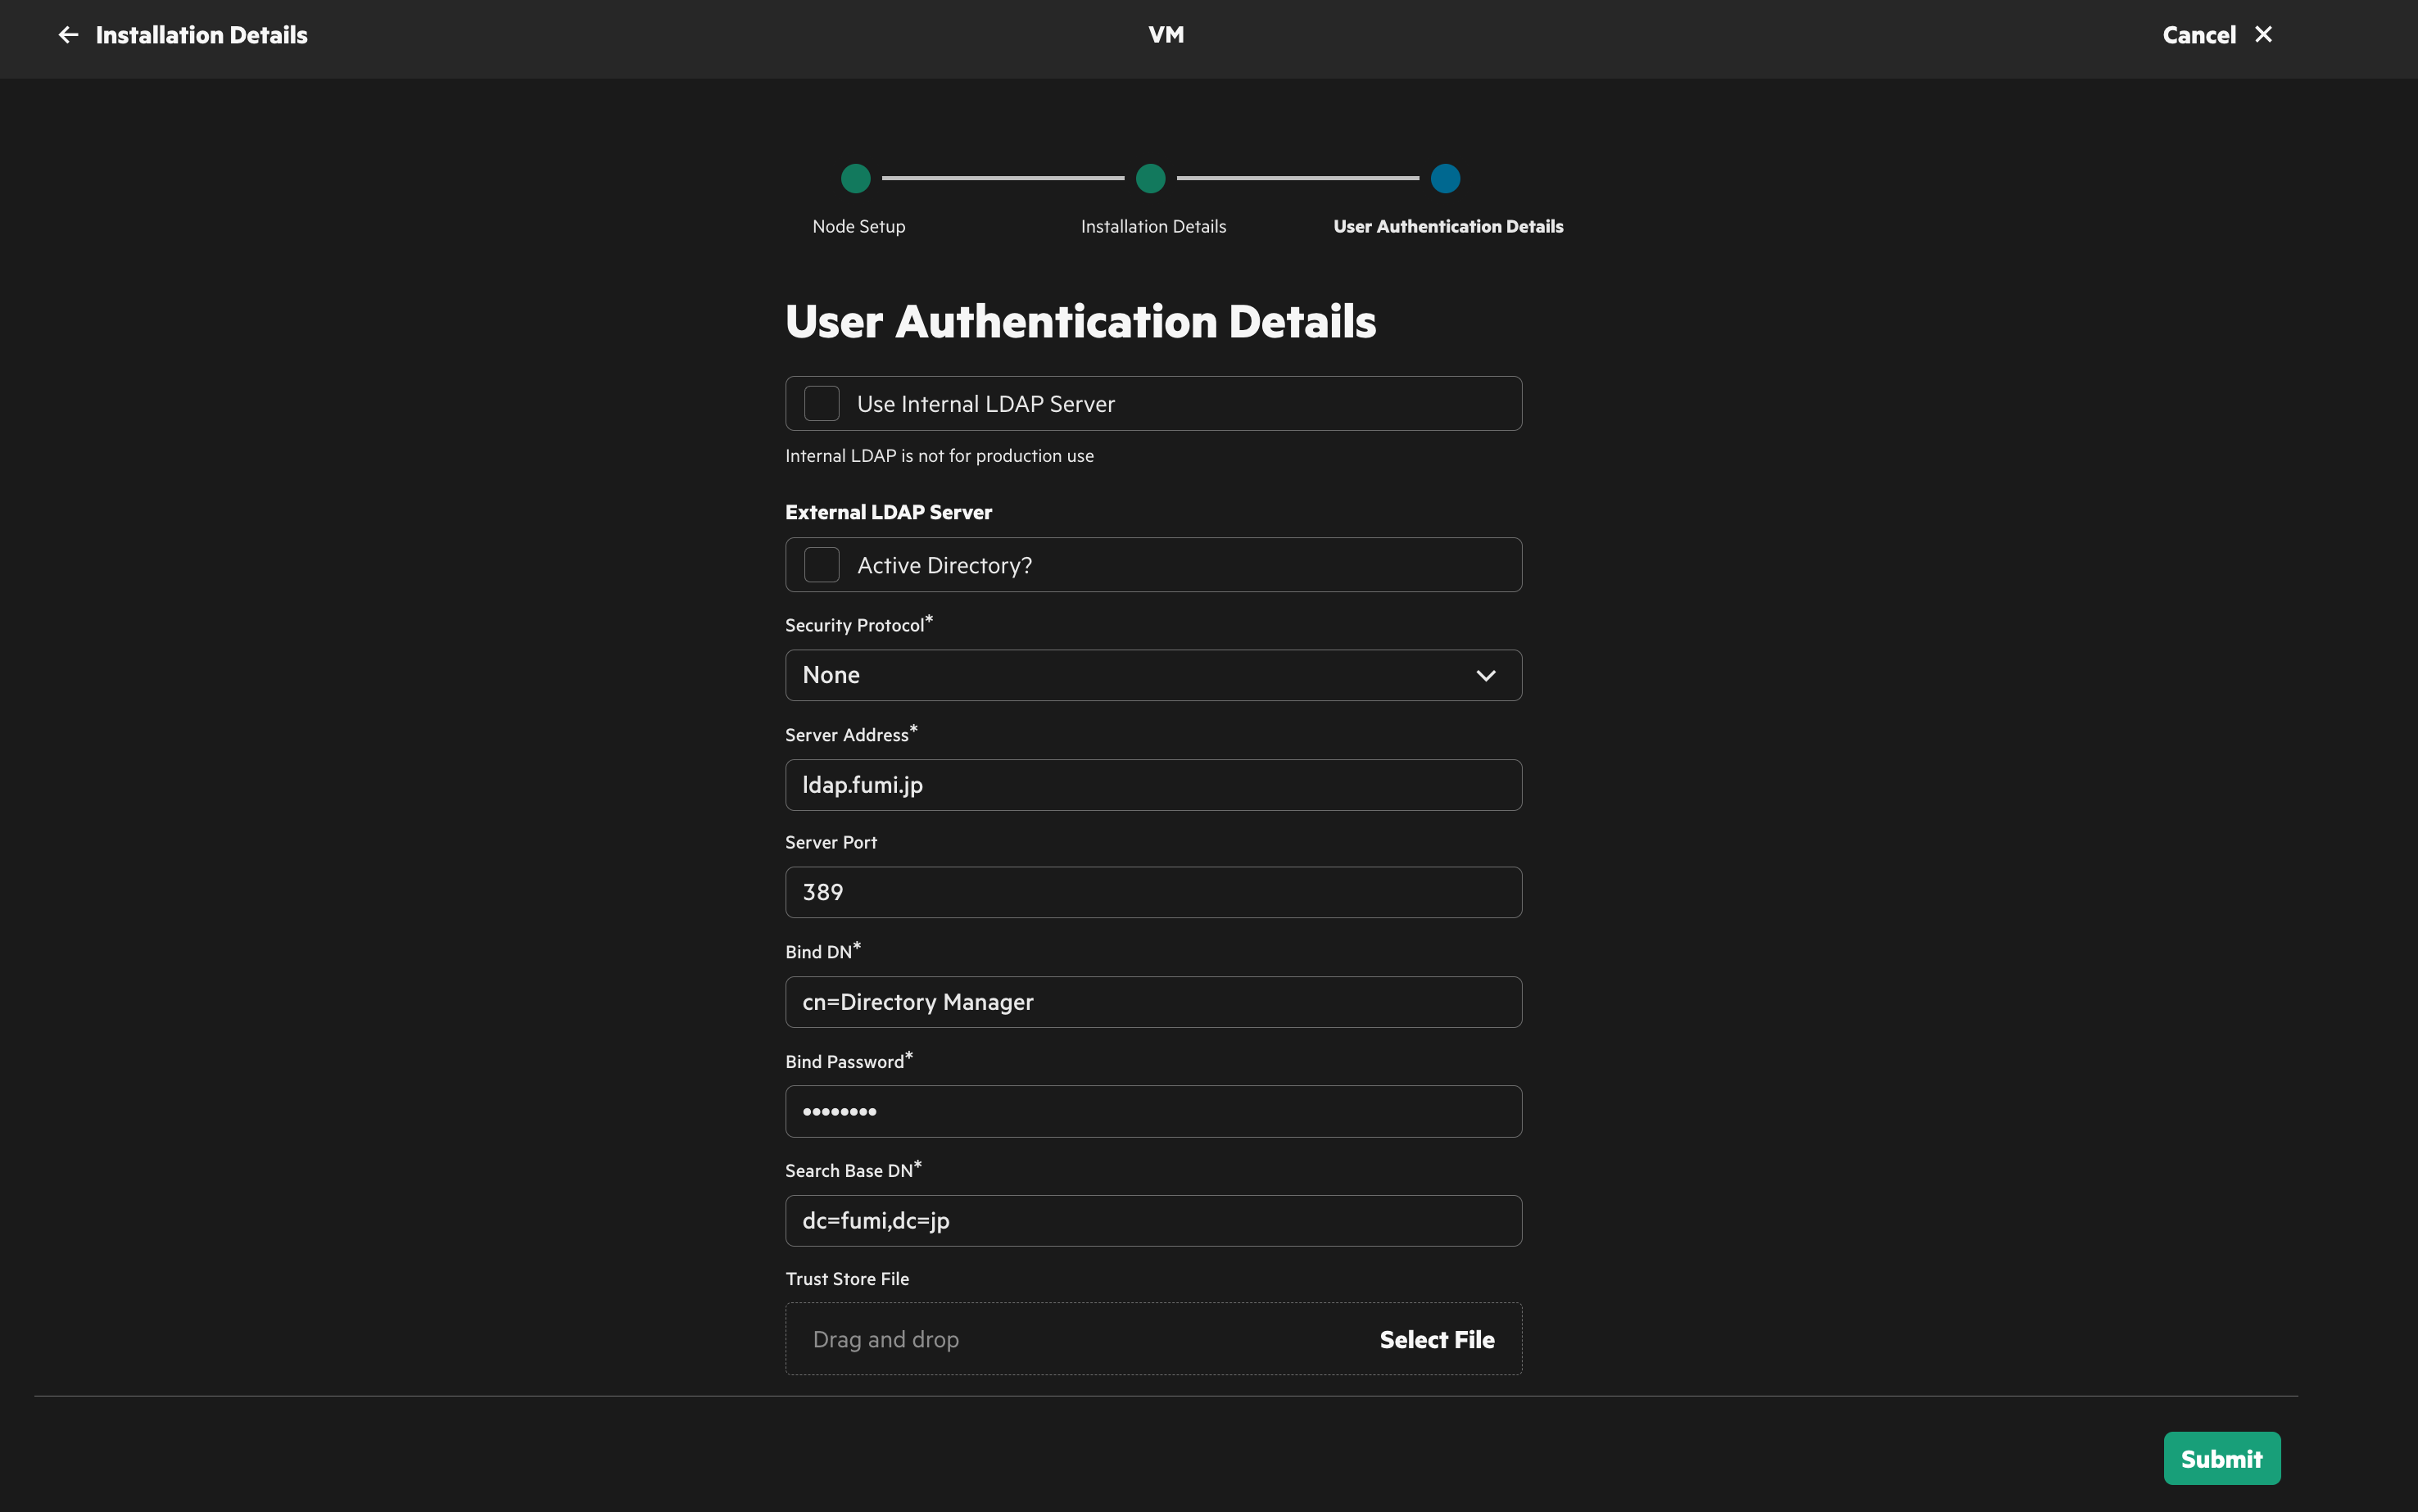 Installation Details
VM
Cancel
Node Setup
Installation Details
User Authentication Details
User Authentication Details
Use Internal LDAP Server
Internal LDAP is not for production use
External LDAP Server
Active Directory?
Security Protocol*
None
Server Address*
ldap.fumi.jp
Server Port
389
Bind DN*
cn=Directory Manager
Bind Password*
••••••••
Search Base DN*
dc=fumi,dc=jp
Trust Store File
Drag and drop
Select File
Submit